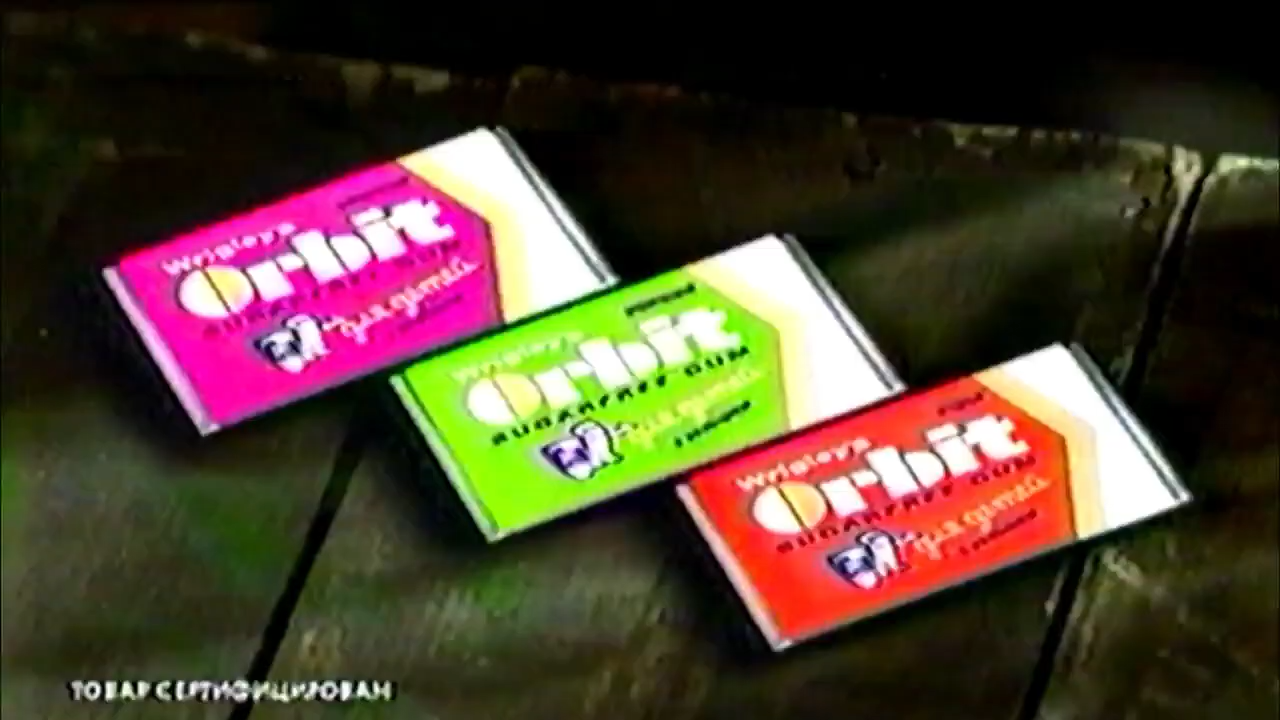 Wrigley's
Orbit
SUGARFREE GUM
для детей
Wrigley's
Orbit
SUGARFREE GUM
для детей
Wrigley's
Orbit
SUGARFREE GUM
для детей
ТОВАР СЕРТИФИЦИРОВАН